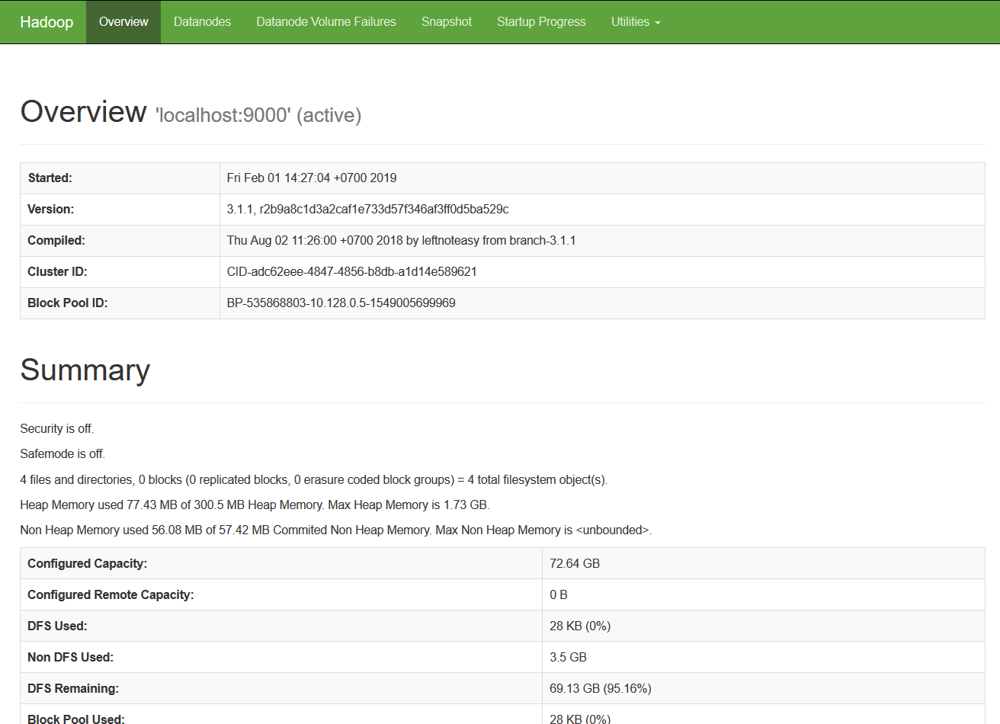 Hadoop Overview Datanodes Datanode Volume Failures Snapshot Startup Progress Utilities
Overview 'localhost:9000' (active)
Started: Fri Feb 01 14:27:04 +0700 2019
Version: 3.1.1, r2b9a8c1d3a2caf1e733d57f346af3ff0d5ba529c
Compiled: Thu Aug 02 11:26:00 +0700 2018 by leftnoteasy from branch-3.1.1
Cluster ID: CID-adc62eee-4847-4856-b8db-a1d14e589621
Block Pool ID: BP-535868803-10.128.0.5-1549005699969
Summary
Security is off.
Safemode is off.
4 files and directories, 0 blocks (0 replicated blocks, 0 erasure coded block groups) = 4 total filesystem object(s).
Heap Memory used 77.43 MB of 300.5 MB Heap Memory. Max Heap Memory is 1.73 GB.
Non Heap Memory used 56.08 MB of 57.42 MB Commited Non Heap Memory. Max Non Heap Memory is <unbounded>.
Configured Capacity: 72.64 GB
Configured Remote Capacity: 0 B
DFS Used: 28 KB (0%)
Non DFS Used: 3.5 GB
DFS Remaining: 69.13 GB (95.16%)
Block Pool Used: 28 KB (0%)